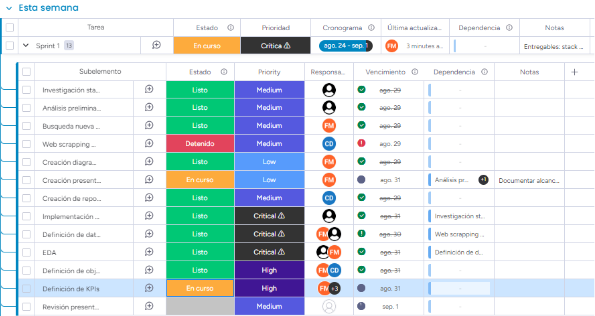 Esta semana
Tarea Estado Prioridad Cronograma Última actualiza... Dependencia Notas
Sprint 1 13 En curso Crítica ago. 24 - sep. 1 FM 3 minutes a - Entregables: stack ...
Subelemento Estado Priority Responsa... Vencimiento Dependencia Notas +
Investigación sta... Listo Medium ago. 29 -
Análisis prelimina... Listo Medium ago. 29 -
Busqueda nueva ... Listo Medium FM ago. 29 -
Web scrapping ... Detenido Medium CD ago. 29 -
Creación diagra... Listo Low FM ago. 29 -
Creación present... En curso Low FM ago. 31 Análisis pr... +1 Documentar alcanc...
Creación de repo... Listo Medium CD ago. 29 -
Implementación ... Listo Critical ago. 31 Investigación st...
Definición de dat... Listo Critical FM ago. 30 Web scrapping ...
EDA Listo Critical FM ago. 31 Definición de d...
Definición de obj... Listo High FM CD ago. 31 -
Definición de KPIs En curso High FM +3 ago. 31 -
Revisión present... Medium sep. 1 -